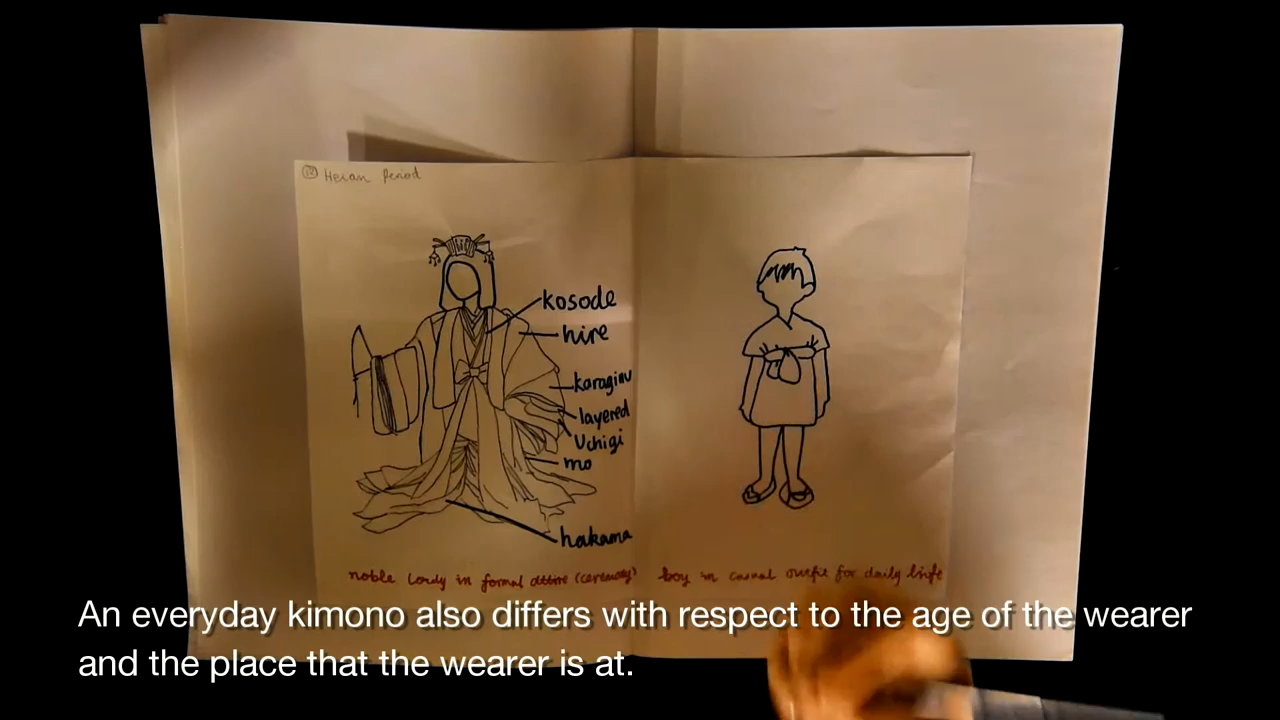 12 Heian Period
kosode
hire
karaginu
layered
Uchigi
mo
hakama
noble lady in formal attire (ceremony)
boy in casual outfit for daily life
An everyday kimono also differs with respect to the age of the wearer
and the place that the wearer is at.